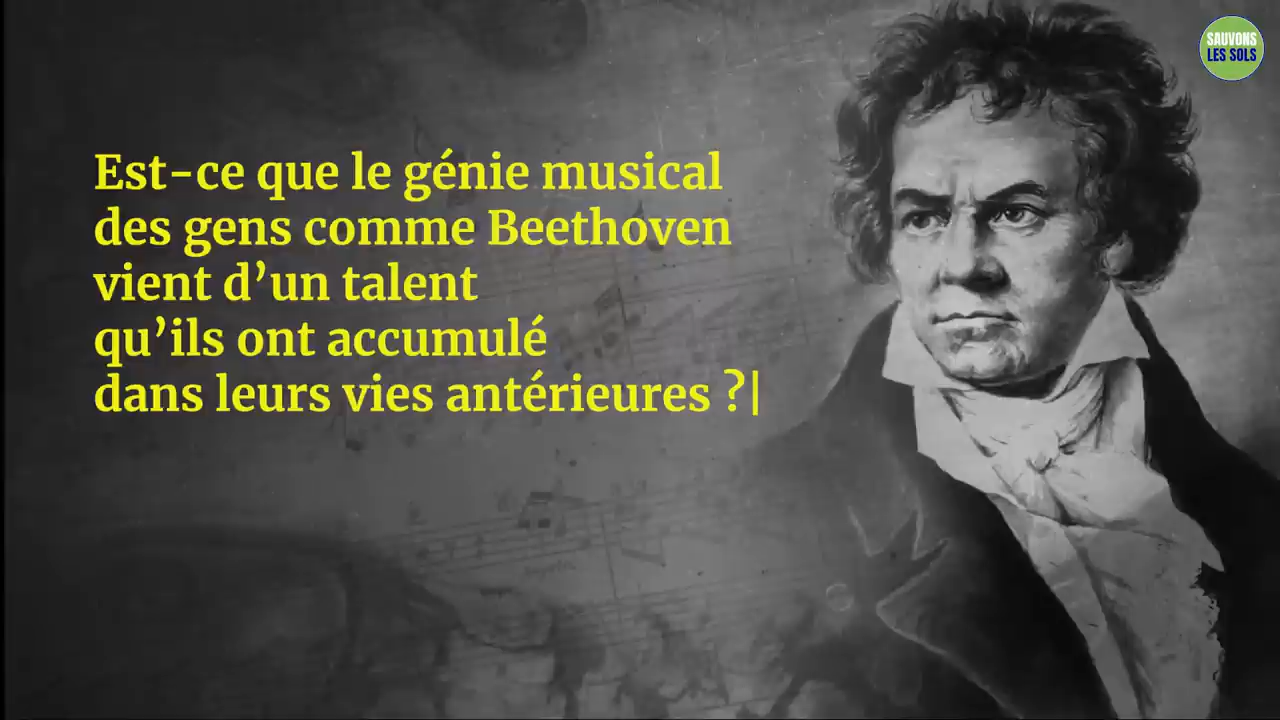 SAUVONS
LES SOLS
Est-ce que le génie musical
des gens comme Beethoven
vient d’un talent
qu’ils ont accumulé
dans leurs vies antérieures ?|